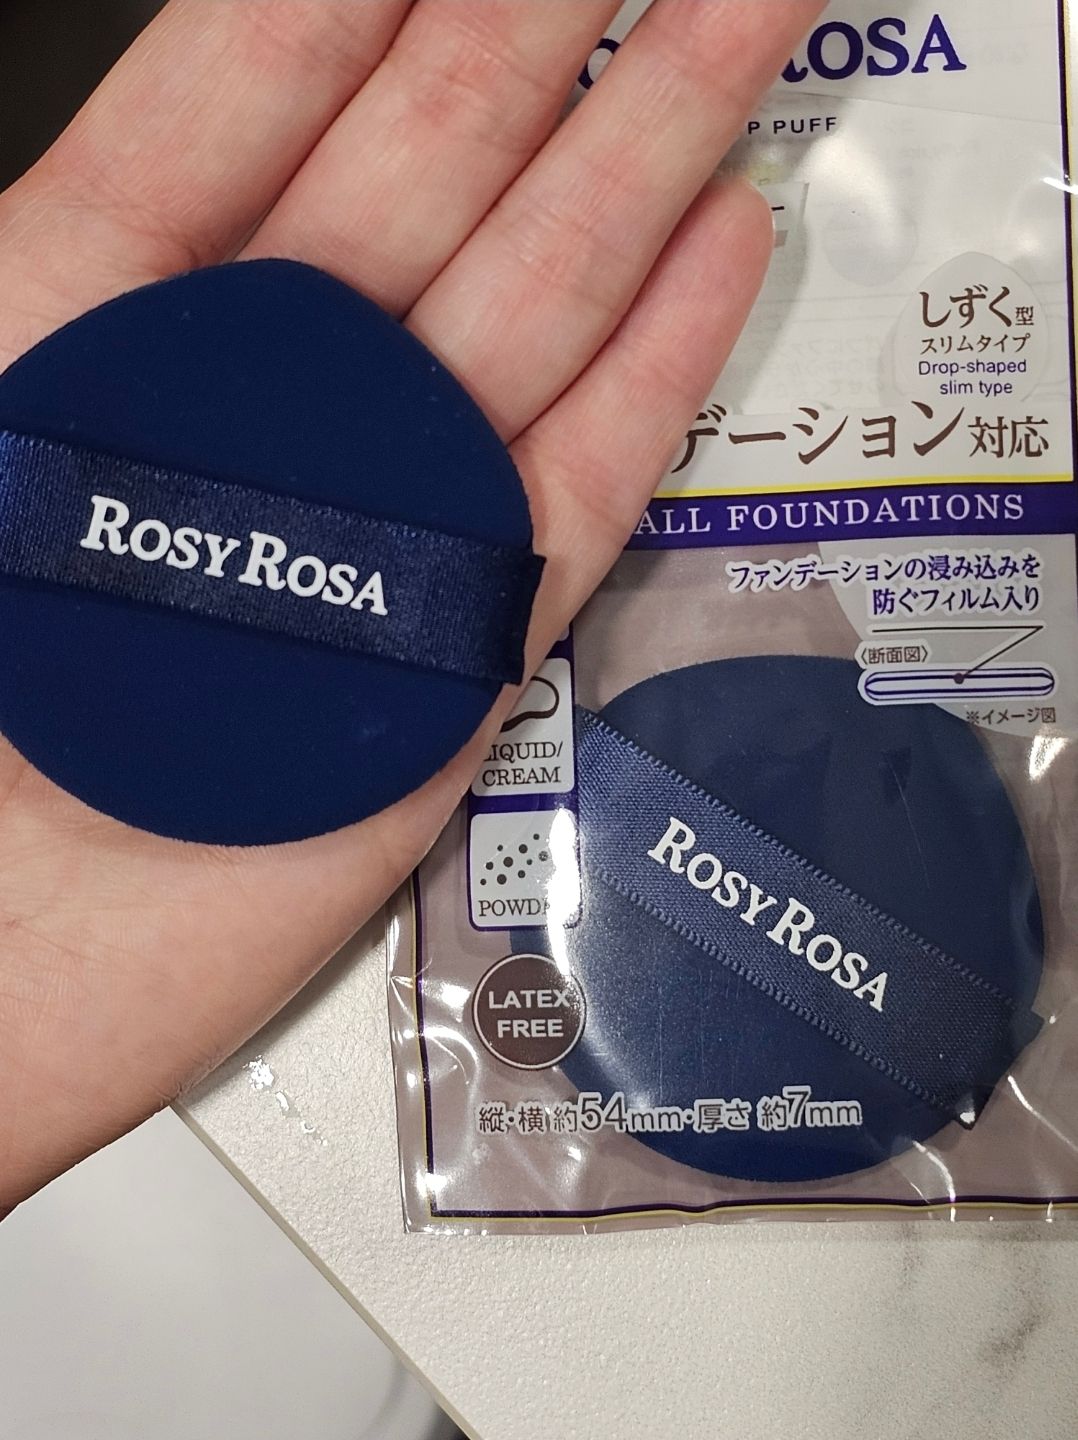 ROSA
P PUFF
しずく型
スリムタイプ
Drop-shaped
slim type
デーション対応
ALL FOUNDATIONS
ファンデーションの浸み込みを
防ぐフィルム入り
〈断面図〉
※イメージ図
ROSY ROSA
LIQUID/
CREAM
ROSY ROSA
LATEX
FREE
縦・横 約54mm・厚さ 約7mm